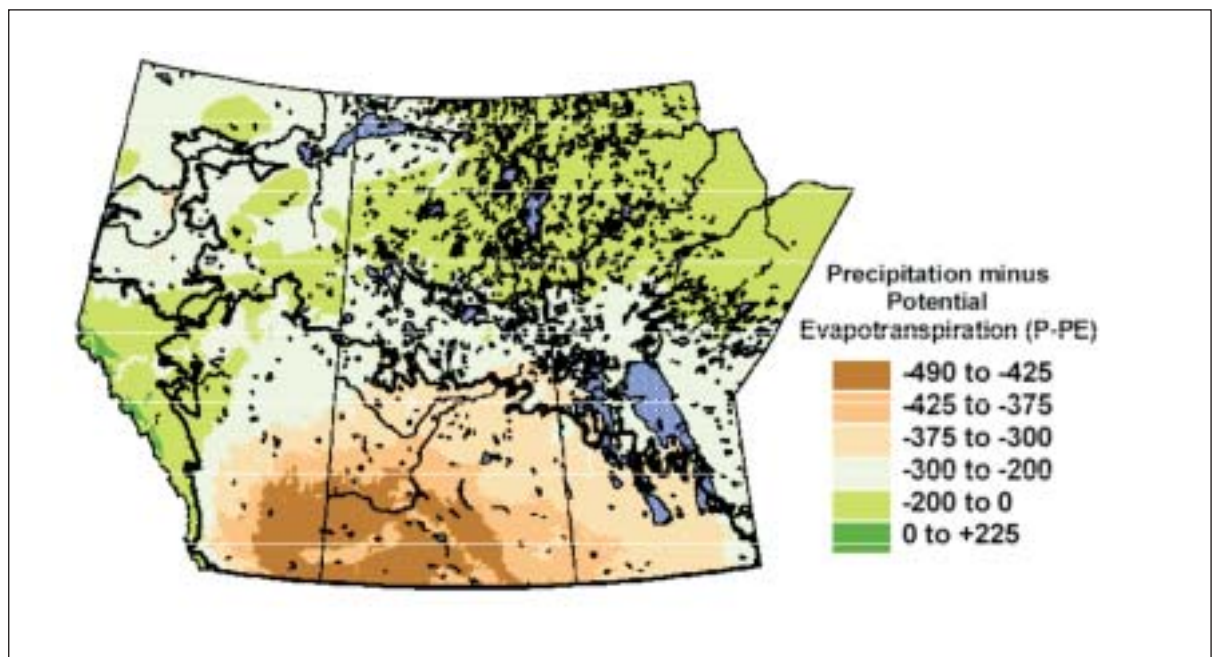 Precipitation minus
Potential
Evapotranspiration (P-PE)
-490 to -425
-425 to -375
-375 to -300
-300 to -200
-200 to 0
0 to +225